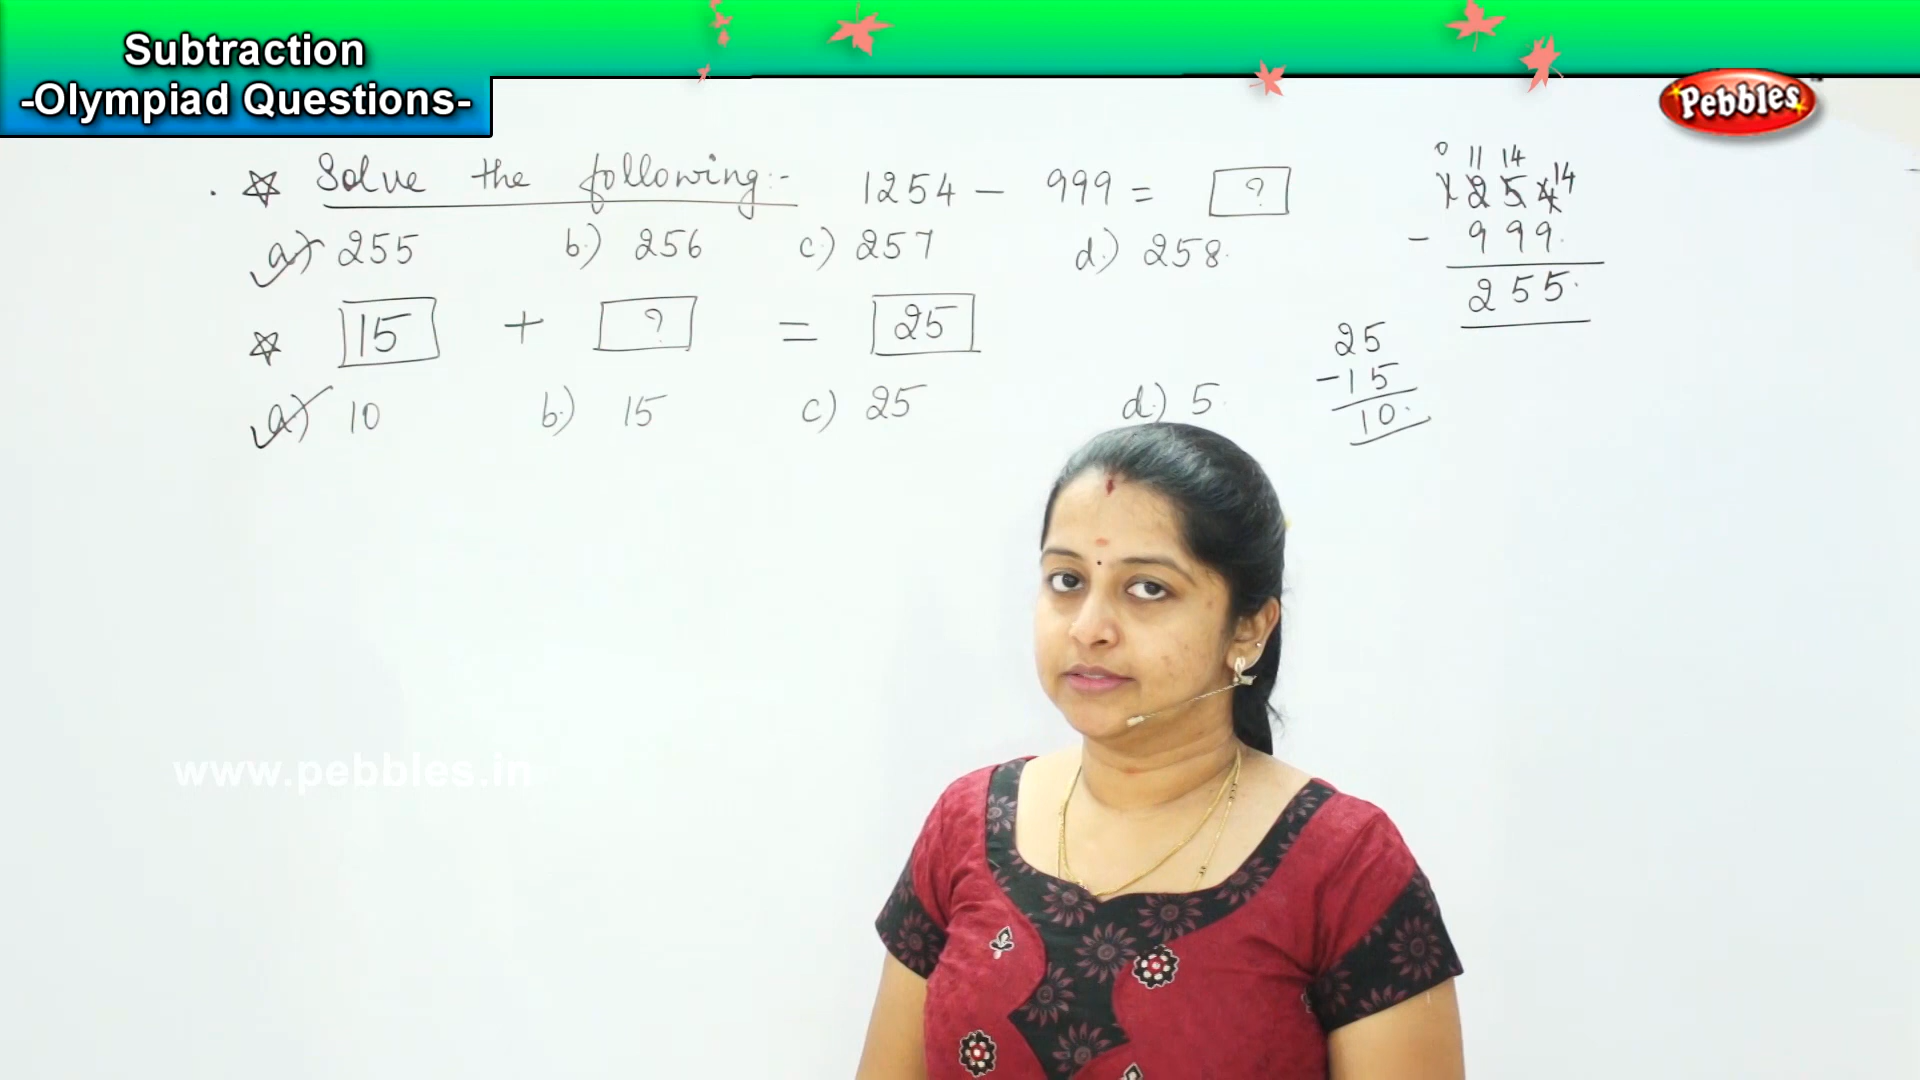 Subtraction
-Olympiad Questions-
Pebbles
Solve the following:- 1254 - 999 = ?
a) 255 b) 256 c) 257 d) 258
15 + ? = 25
a) 10 b) 15 c) 25 d) 5
0 11 14 14
1254
- 999
255
25
-15
10
www.pebbles.in